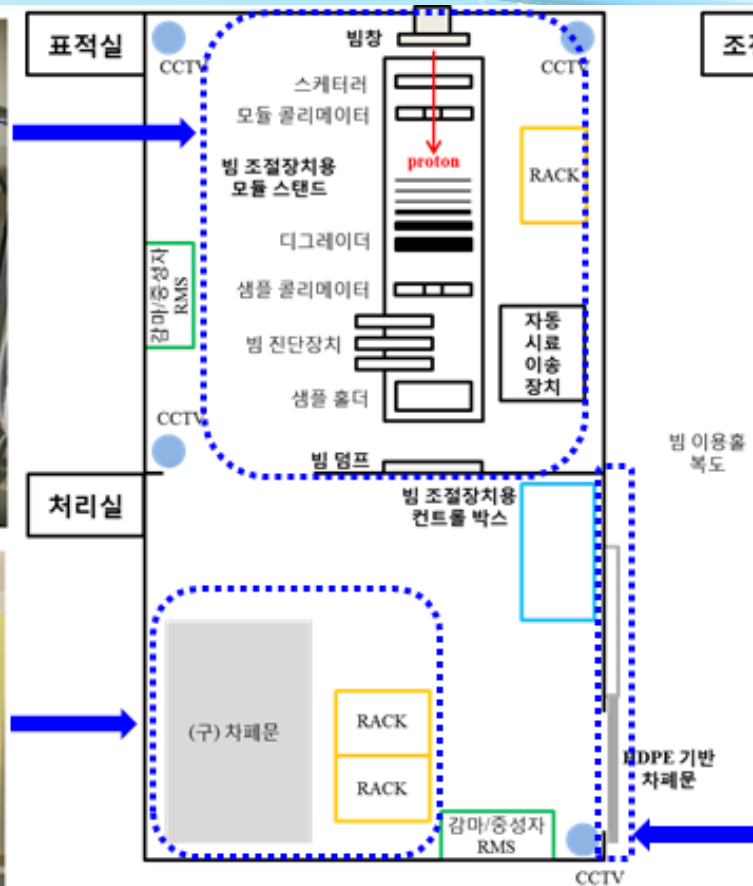 표적실
CCTV
빔창
CCTV
스케터러
모듈 콜리메이터
proton
빔 조절장치용
모듈 스탠드
RACK
디그레이더
감마/중성자
RMS
샘플 콜리메이터
빔 진단장치
자동
시료
이송
장치
샘플 홀더
CCTV
빔 덤프
처리실
빔 조절장치용
컨트롤 박스
빔 이용홀
복도
(구) 차폐문
RACK
RACK
HDPE 기반
차폐문
감마/중성자
RMS
CCTV